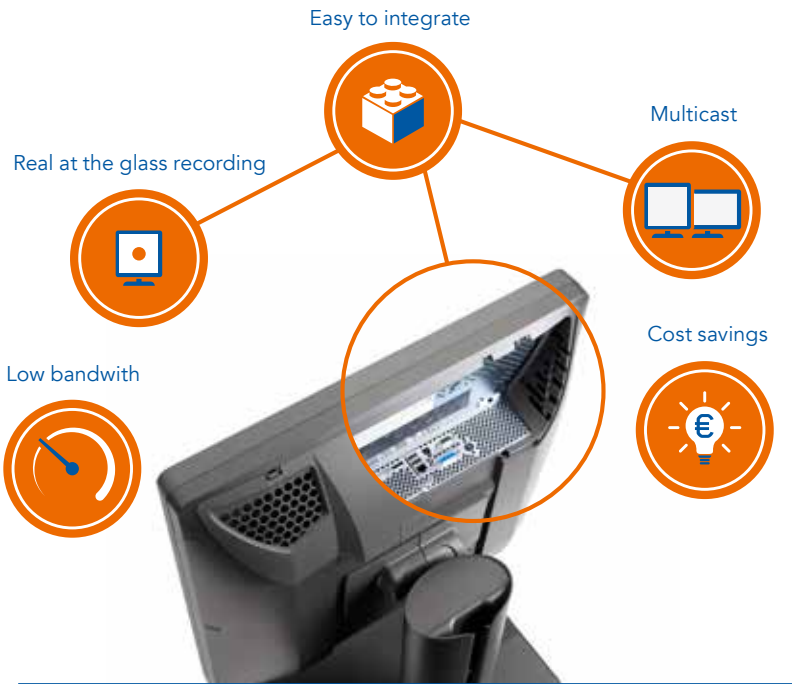 Easy to integrate
Multicast
Real at the glass recording
Cost savings
Low bandwith
€